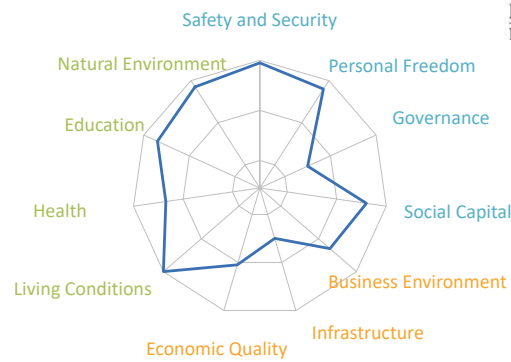 Safety and Security
Natural Environment
Personal Freedom
Education
Governance
Health
Social Capital
Living Conditions
Business Environment
Economic Quality
Infrastructure